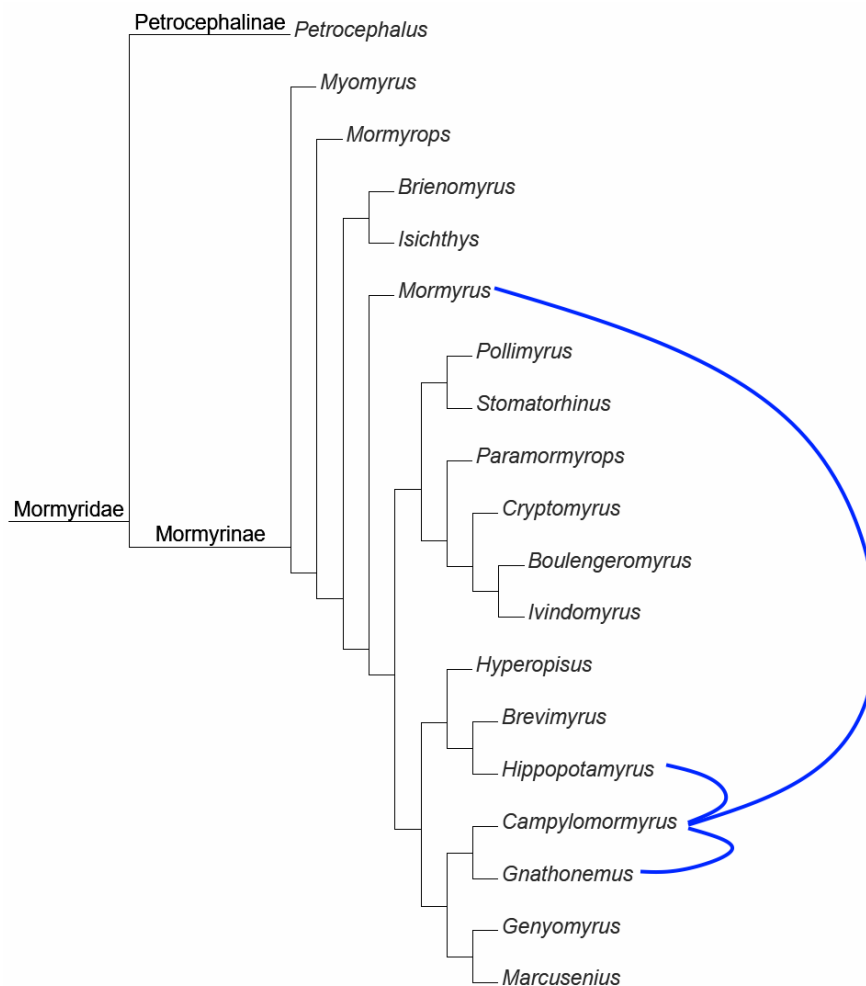 Petrocephalinae
Petrocephalus
Myomyrus
Mormyrops
Brienomyrus
Isichthys
Mormyrus
Pollimyrus
Stomatorhinus
Paramormyrops
Cryptomyrus
Mormyridae
Mormyrinae
Boulengeromyrus
Ivindomyrus
Hyperopisus
Brevimyrus
Hippopotamyrus
Campylomormyrus
Gnathonemus
Genyomyrus
Marcusenius